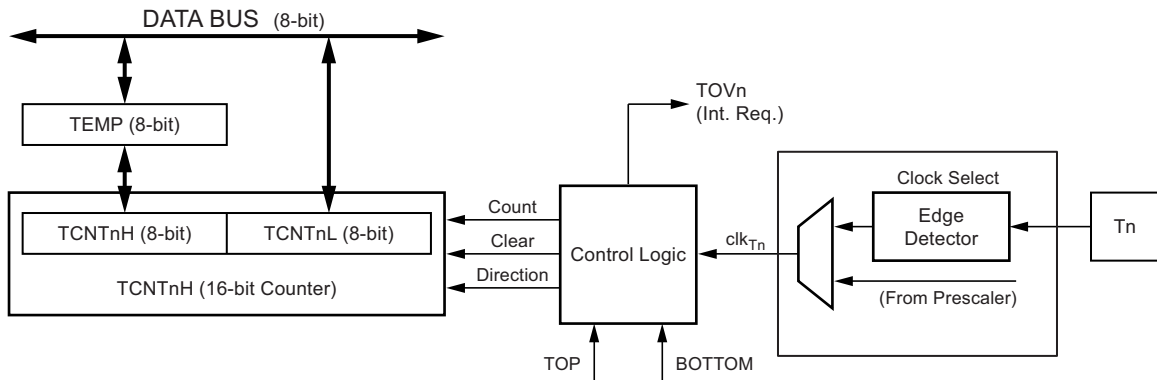 DATA BUS (8-bit)
TOVn
(Int. Req.)
TEMP (8-bit)
Clock Select
Count
TCNTnH (8-bit)
TCNTnL (8-bit)
Edge
Detector
Tn
Clear
Control Logic
clkTn
Direction
TCNTnH (16-bit Counter)
(From Prescaler)
TOP
BOTTOM